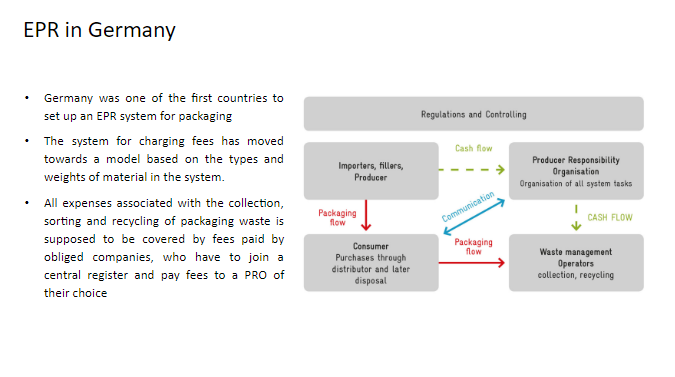 EPR in Germany
• Germany was one of the first countries to
set up an EPR system for packaging
• The system for charging fees has moved
towards a model based on the types and
weights of material in the system.
• All expenses associated with the collection,
sorting and recycling of packaging waste is
supposed to be covered by fees paid by
obliged companies, who have to join a
central register and pay fees to a PRO of
their choice
Regulations and Controlling
Importers, fillers,
Producer
Cash flow
Producer Responsibility
Organisation
Organisation of all system tasks
Packaging
flow
Communication
CASH FLOW
Consumer
Purchases through
distributor and later
disposal
Packaging
flow
Waste management
Operators
collection, recycling